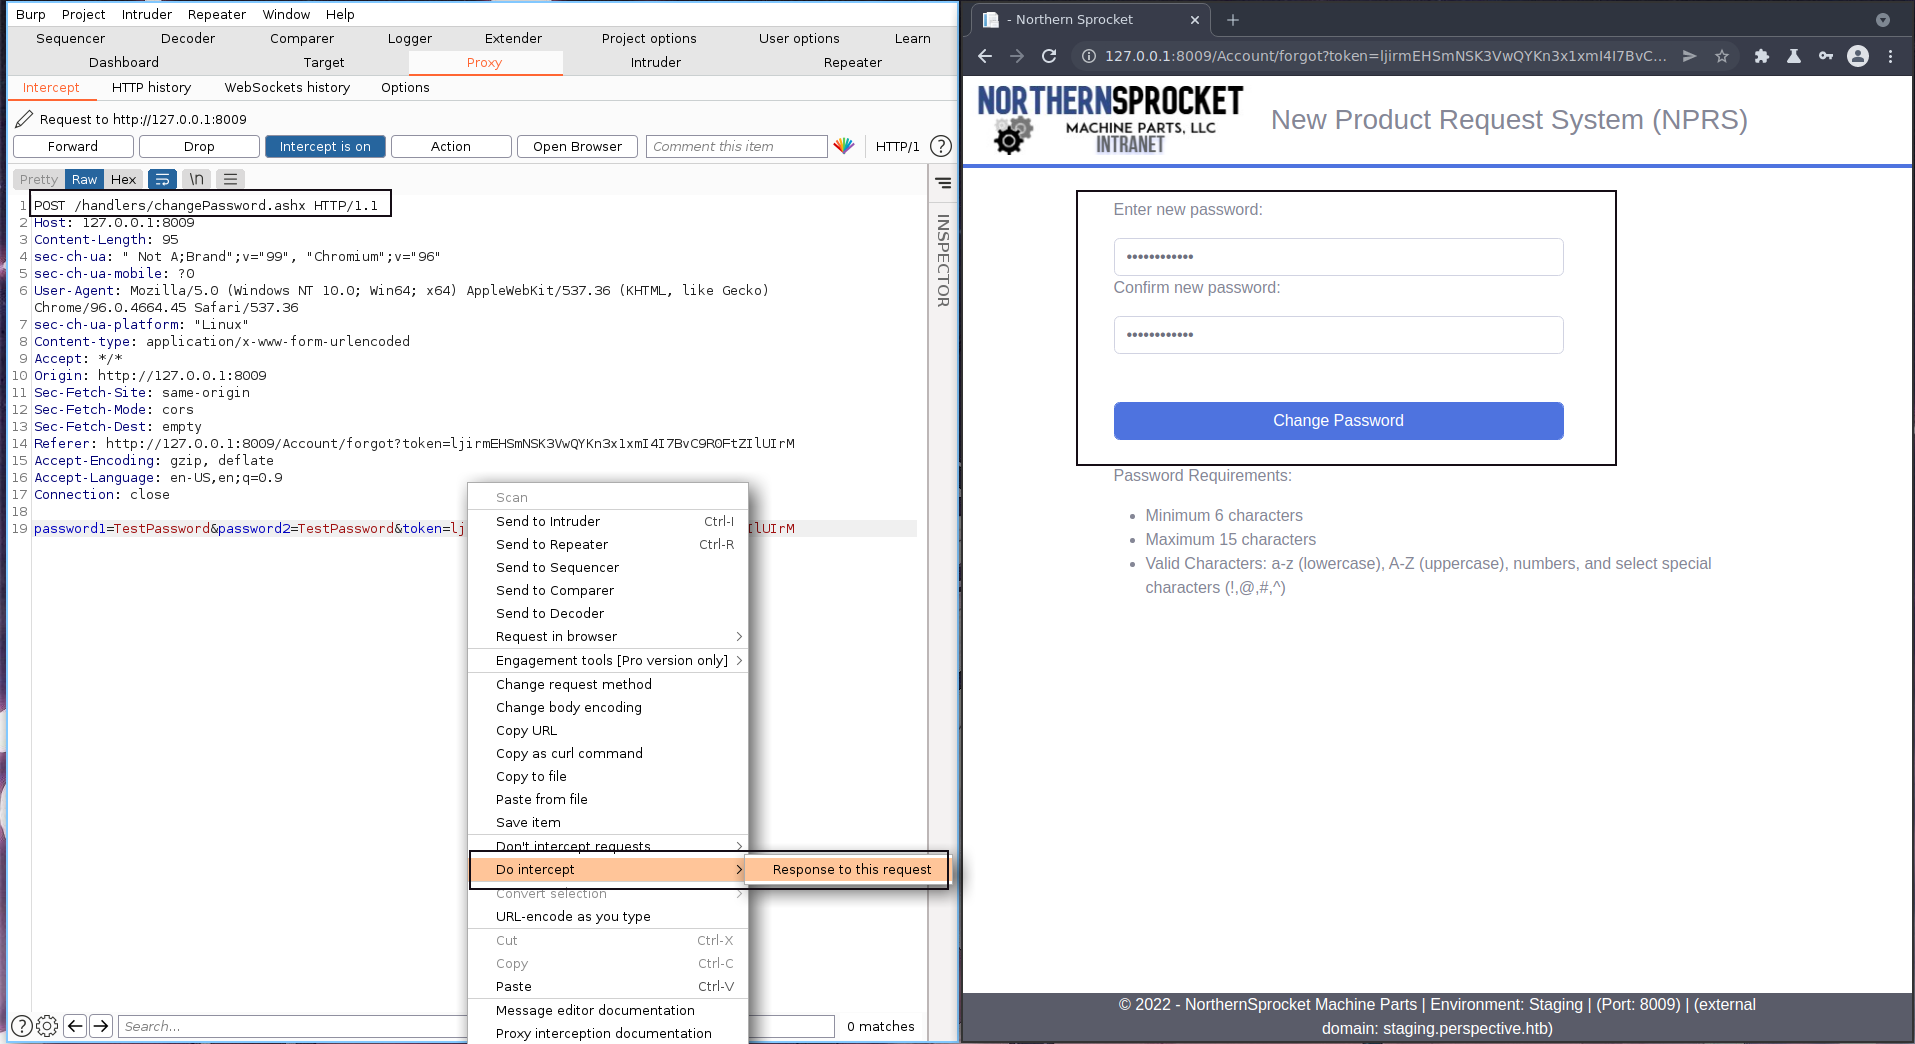 Burp Project Intruder Repeater Window Help
Sequencer Decoder Comparer Logger Extender Project options User options Learn
Dashboard Target Proxy Intruder Repeater
Intercept HTTP history WebSockets history Options
Request to http://127.0.0.1:8009
Forward Drop Intercept is on Action Open Browser Comment this item HTTP/1 ?
Pretty Raw Hex \n
INSPECTOR
1 POST /handlers/changePassword.ashx HTTP/1.1
2 Host: 127.0.0.1:8009
3 Content-Length: 95
4 sec-ch-ua: " Not A;Brand";v="99", "Chromium";v="96"
5 sec-ch-ua-mobile: ?0
6 User-Agent: Mozilla/5.0 (Windows NT 10.0; Win64; x64) AppleWebKit/537.36 (KHTML, like Gecko)
Chrome/96.0.4664.45 Safari/537.36
7 sec-ch-ua-platform: "Linux"
8 Content-type: application/x-www-form-urlencoded
9 Accept: */*
10 Origin: http://127.0.0.1:8009
11 Sec-Fetch-Site: same-origin
12 Sec-Fetch-Mode: cors
13 Sec-Fetch-Dest: empty
14 Referer: http://127.0.0.1:8009/Account/forgot?token=ljirmEHSmNSK3VwQYKn3x1xmI4I7BvC9ROFtZIlUIrM
15 Accept-Encoding: gzip, deflate
16 Accept-Language: en-US,en;q=0.9
17 Connection: close
18
19 password1=TestPassword&password2=TestPassword&token=lj IlUIrM
Scan
Send to Intruder Ctrl-I
Send to Repeater Ctrl-R
Send to Sequencer
Send to Comparer
Send to Decoder
Request in browser
Engagement tools [Pro version only]
Change request method
Change body encoding
Copy URL
Copy as curl command
Copy to file
Paste from file
Save item
Don't intercept requests
Do intercept Response to this request
Convert selection
URL-encode as you type
Cut Ctrl-X
Copy Ctrl-C
Paste Ctrl-V
Message editor documentation
Proxy interception documentation
? Search... 0 matches
- Northern Sprocket
127.0.0.1:8009/Account/forgot?token=ljirmEHSmNSK3VwQYKn3x1xmI4I7BvC...
NORTHERNSPROCKET
MACHINE PARTS, LLC
INTRANET
New Product Request System (NPRS)
Enter new password:
••••••••••••
Confirm new password:
••••••••••••
Change Password
Password Requirements:
• Minimum 6 characters
• Maximum 15 characters
• Valid Characters: a-z (lowercase), A-Z (uppercase), numbers, and select special
characters (!,@,#,^)
© 2022 - NorthernSprocket Machine Parts | Environment: Staging | (Port: 8009) | (external
domain: staging.perspective.htb)